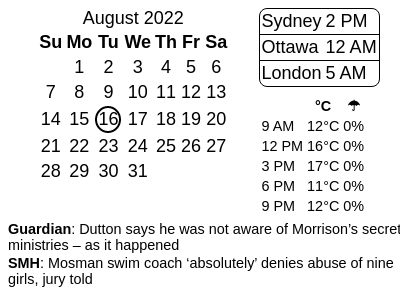 August 2022
Su Mo Tu We Th Fr Sa
1 2 3 4 5 6
7 8 9 10 11 12 13
14 15 16 17 18 19 20
21 22 23 24 25 26 27
28 29 30 31
Sydney 2 PM
Ottawa 12 AM
London 5 AM
°C ☂
9 AM 12°C 0%
12 PM 16°C 0%
3 PM 17°C 0%
6 PM 11°C 0%
9 PM 12°C 0%
Guardian: Dutton says he was not aware of Morrison’s secret
ministries – as it happened
SMH: Mosman swim coach ‘absolutely’ denies abuse of nine
girls, jury told